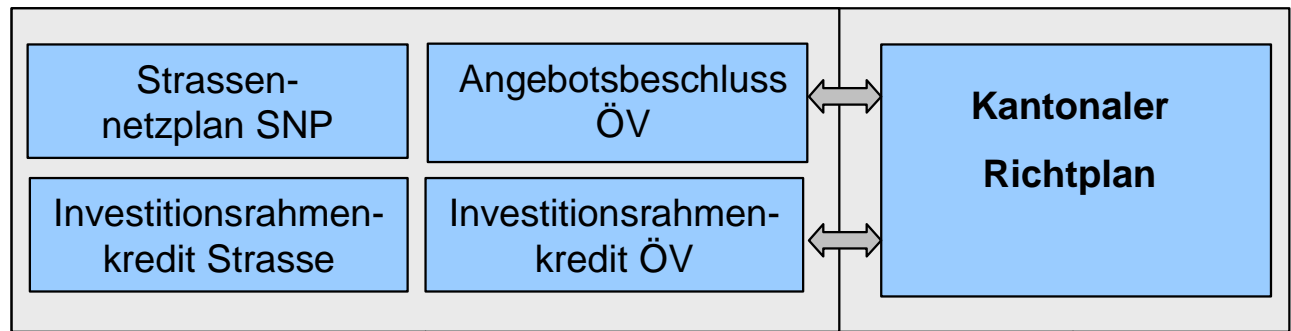 Strassen-
netzplan SNP
Angebotsbeschluss
ÖV
Investitionsrahmen-
kredit Strasse
Investitionsrahmen-
kredit ÖV
Kantonaler
Richtplan